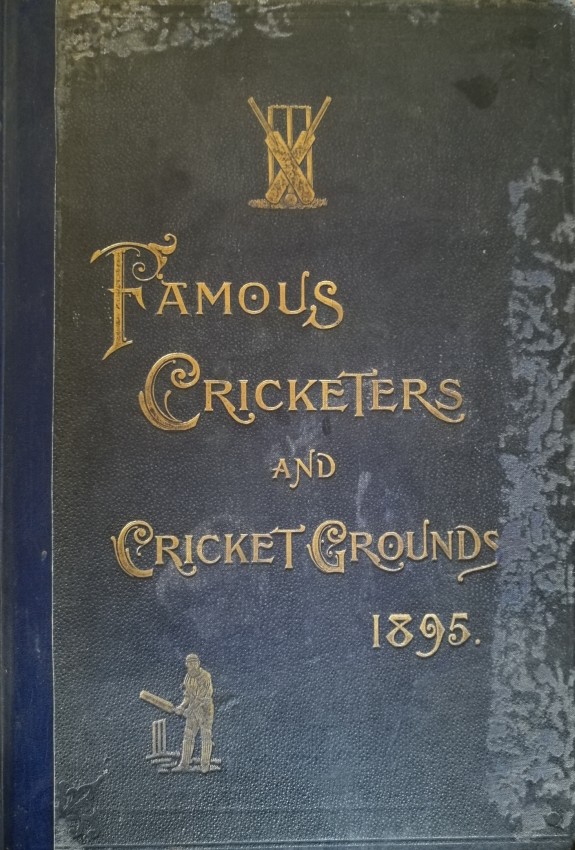 FAMOUS
CRICKETERS
AND
CRICKET GROUNDS
1895.